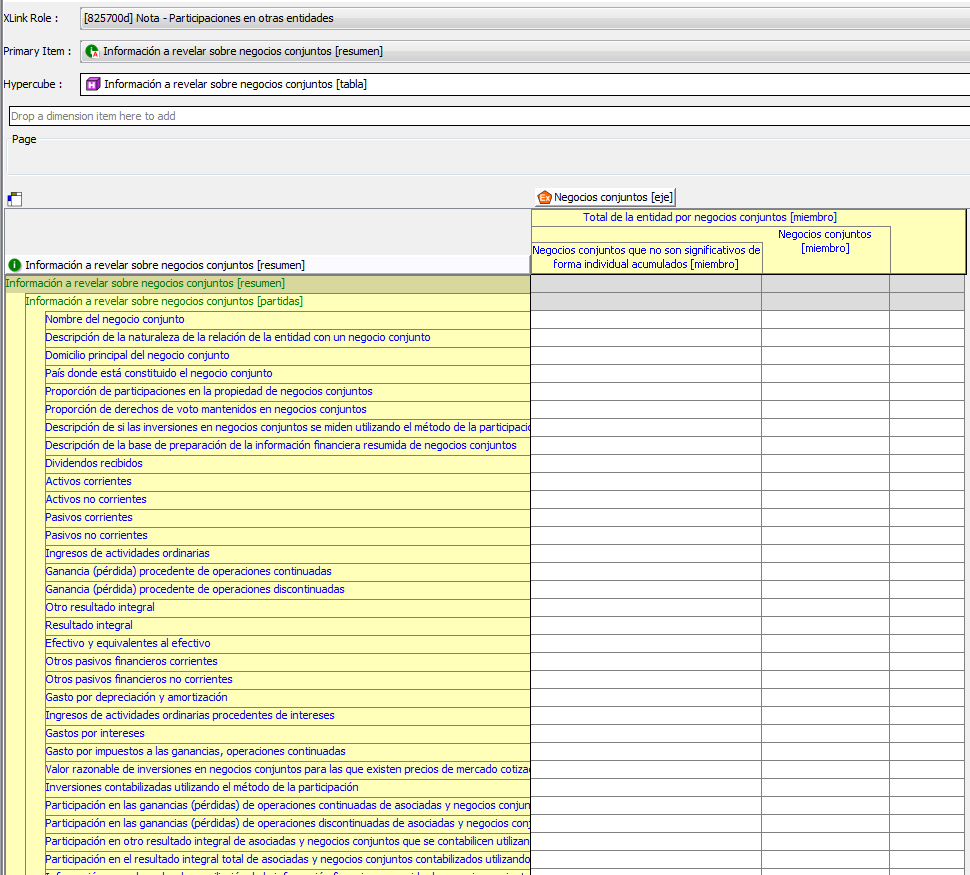 XLink Role :
[825700d] Nota - Participaciones en otras entidades
Primary Item :
Información a revelar sobre negocios conjuntos [resumen]
Hypercube :
Información a revelar sobre negocios conjuntos [tabla]
Drop a dimension item here to add
Page
Negocios conjuntos [eje]
Total de la entidad por negocios conjuntos [miembro]
Negocios conjuntos que no son significativos de
forma individual acumulados [miembro]
Negocios conjuntos
[miembro]
Información a revelar sobre negocios conjuntos [resumen]
Información a revelar sobre negocios conjuntos [resumen]
Información a revelar sobre negocios conjuntos [partidas]
Nombre del negocio conjunto
Descripción de la naturaleza de la relación de la entidad con un negocio conjunto
Domicilio principal del negocio conjunto
País donde está constituido el negocio conjunto
Proporción de participaciones en la propiedad de negocios conjuntos
Proporción de derechos de voto mantenidos en negocios conjuntos
Descripción de si las inversiones en negocios conjuntos se miden utilizando el método de la participació
Descripción de la base de preparación de la información financiera resumida de negocios conjuntos
Dividendos recibidos
Activos corrientes
Activos no corrientes
Pasivos corrientes
Pasivos no corrientes
Ingresos de actividades ordinarias
Ganancia (pérdida) procedente de operaciones continuadas
Ganancia (pérdida) procedente de operaciones discontinuadas
Otro resultado integral
Resultado integral
Efectivo y equivalentes al efectivo
Otros pasivos financieros corrientes
Otros pasivos financieros no corrientes
Gasto por depreciación y amortización
Ingresos de actividades ordinarias procedentes de intereses
Gastos por intereses
Gasto por impuestos a las ganancias, operaciones continuadas
Valor razonable de inversiones en negocios conjuntos para las que existen precios de mercado cotiza
Inversiones contabilizadas utilizando el método de la participación
Participación en las ganancias (pérdidas) de operaciones continuadas de asociadas y negocios conjun
Participación en las ganancias (pérdidas) de operaciones discontinuadas de asociadas y negocios conj
Participación en otro resultado integral de asociadas y negocios conjuntos que se contabilicen utilizan
Participación en el resultado integral total de asociadas y negocios conjuntos contabilizados utilizando